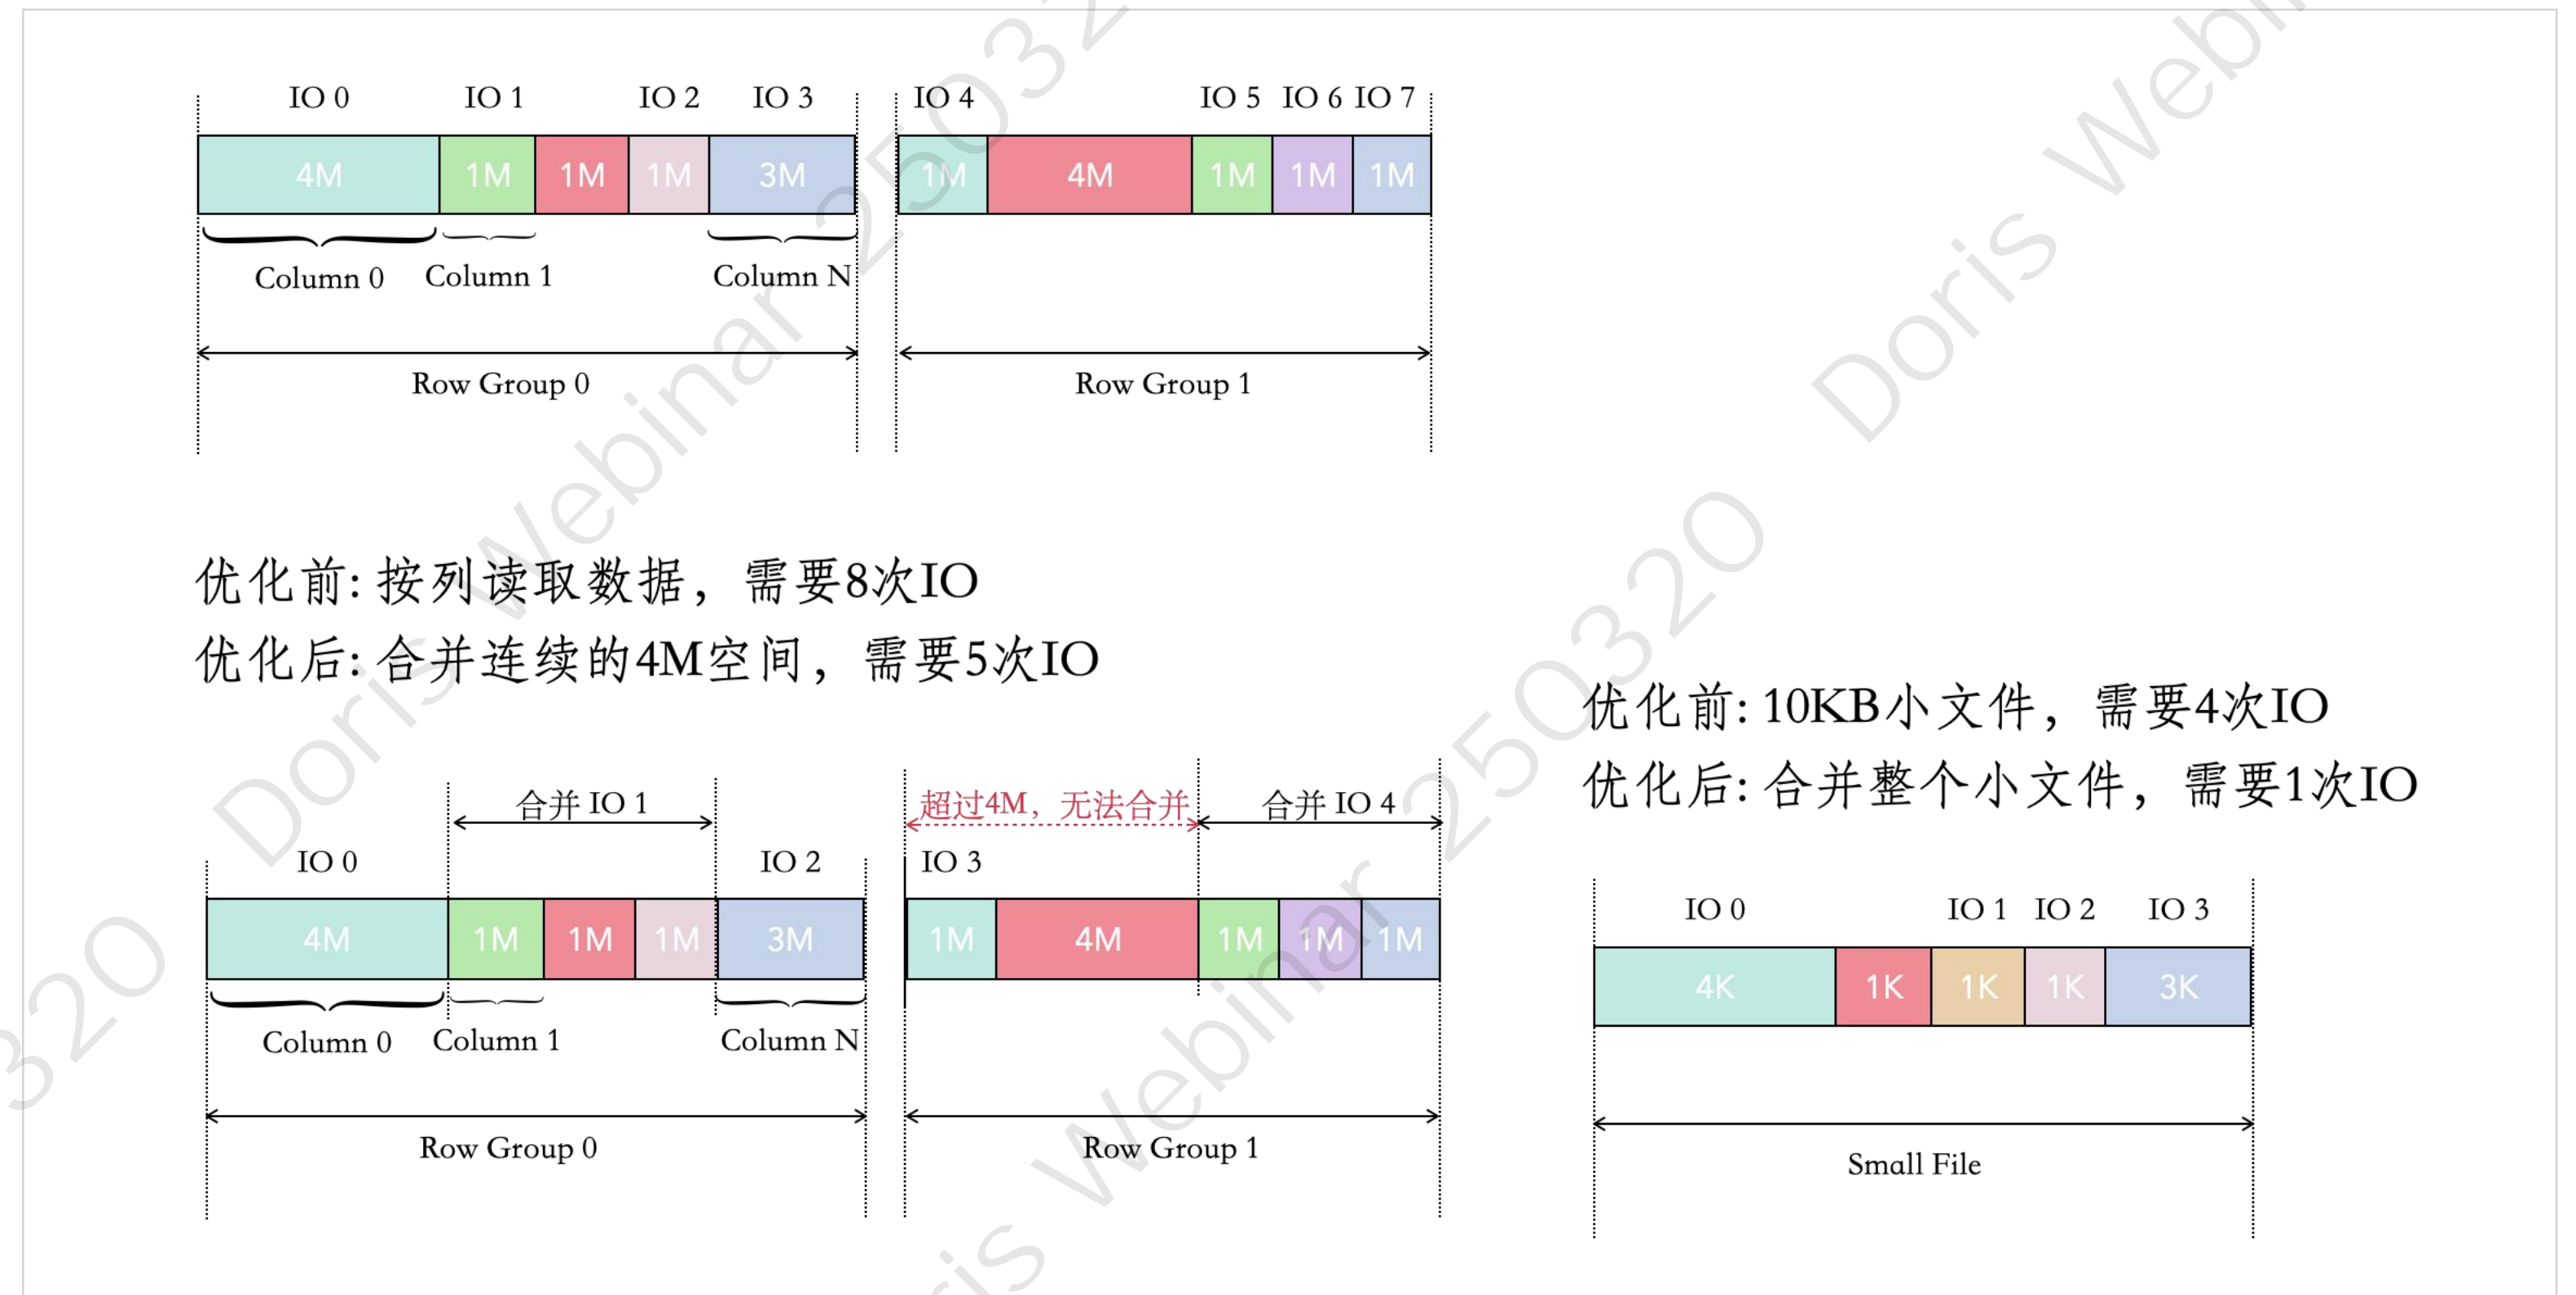 IO 0 IO 1 IO 2 IO 3 IO 4 IO 5 IO 6 IO 7
4M 1M 1M 1M 3M 1M 4M 1M 1M 1M
Column 0 Column 1 Column N
Row Group 0 Row Group 1
优化前: 按列读取数据，需要8次IO
优化后: 合并连续的4M空间，需要5次IO
合并 IO 1 超过4M，无法合并 合并 IO 4
IO 0 IO 2 IO 3
4M 1M 1M 1M 3M 1M 4M 1M 1M 1M
Column 0 Column 1 Column N
Row Group 0 Row Group 1
优化前: 10KB小文件，需要4次IO
优化后: 合并整个小文件，需要1次IO
IO 0 IO 1 IO 2 IO 3
4K 1K 1K 1K 3K
Small File
Doris Webinar 250320
Doris Webinar 250320
Doris Webin
320